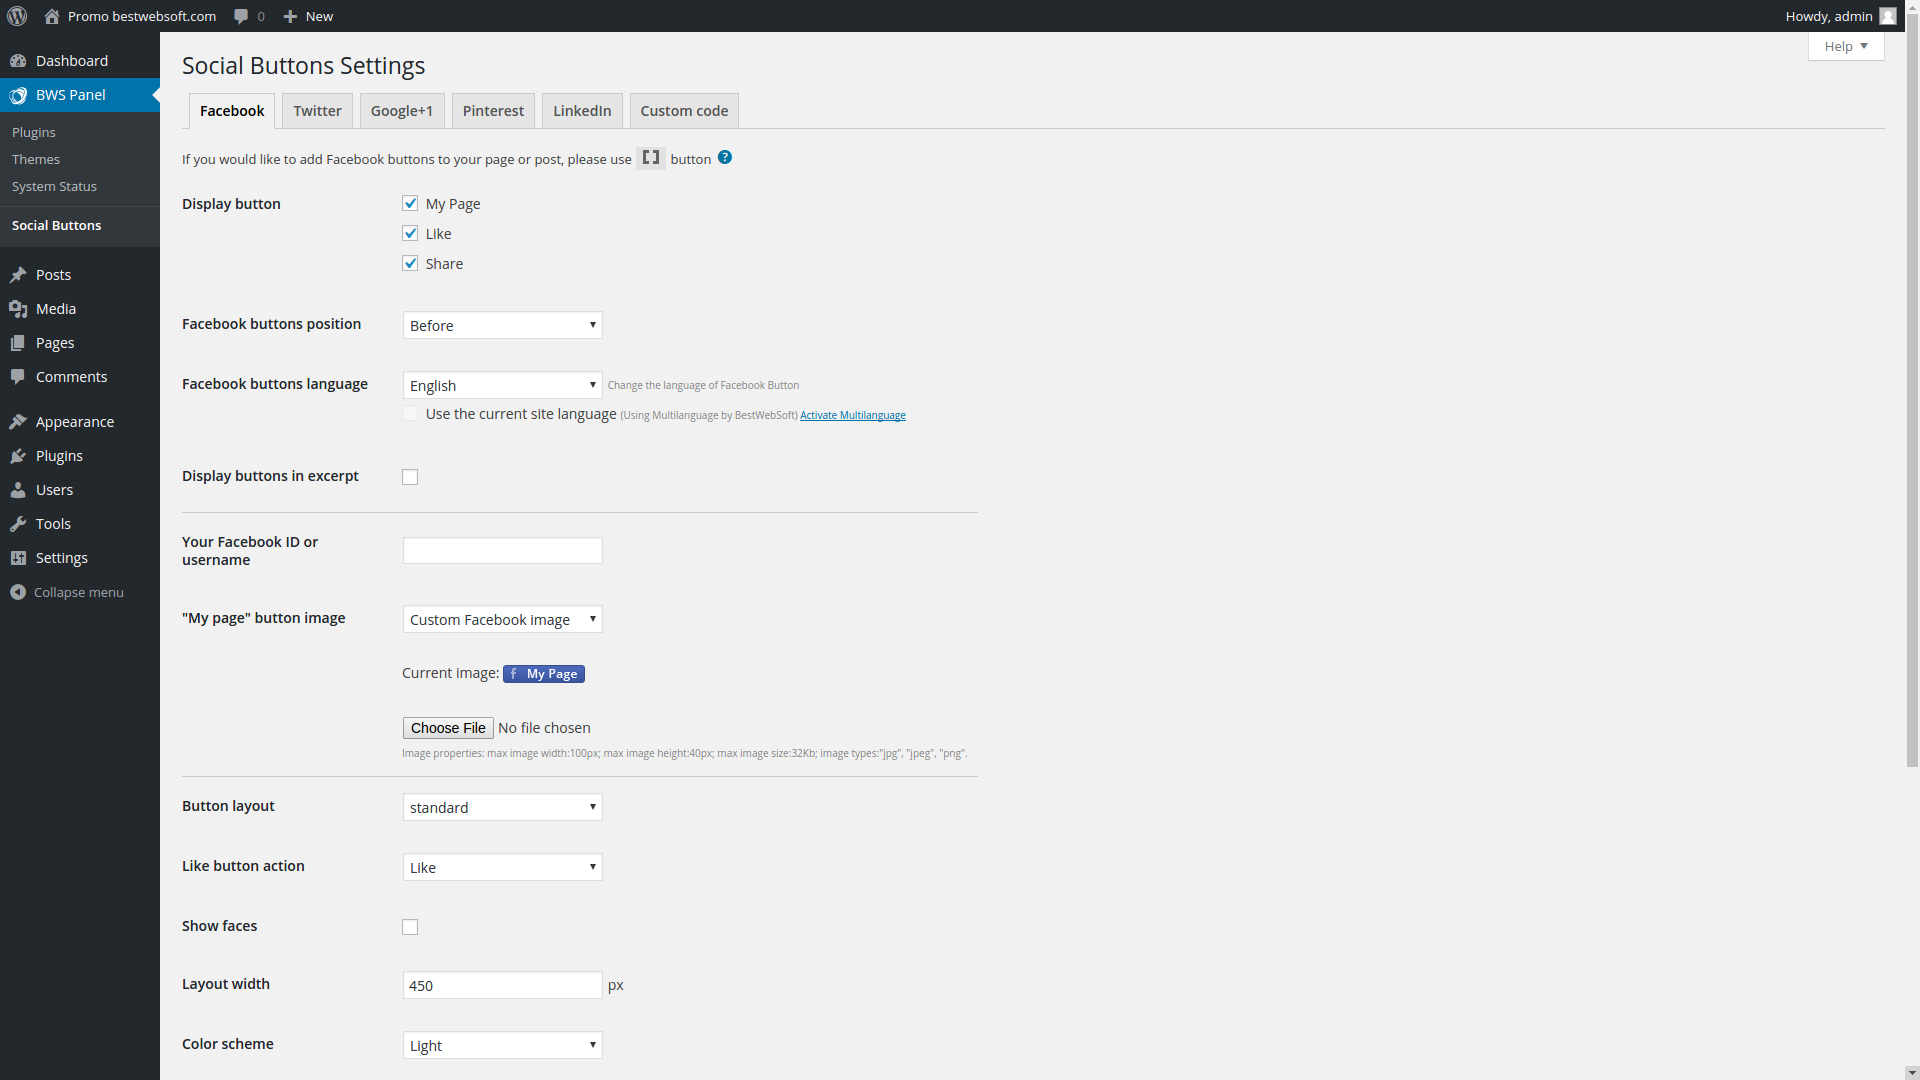 Promo bestwebsoft.com 0 New Howdy, admin
Help
Dashboard
BWS Panel
Plugins
Themes
System Status
Social Buttons
Posts
Media
Pages
Comments
Appearance
Plugins
Users
Tools
Settings
Collapse menu
Social Buttons Settings
Facebook Twitter Google+1 Pinterest LinkedIn Custom code
If you would like to add Facebook buttons to your page or post, please use [] button ?
Display button
My Page
Like
Share
Facebook buttons position Before
Facebook buttons language English Change the language of Facebook Button
Use the current site language (Using Multilanguage by BestWebSoft) Activate Multilanguage
Display buttons in excerpt
Your Facebook ID or
username
"My page" button image Custom Facebook image
Current image: f My Page
Choose File No file chosen
Image properties: max image width:100px; max image height:40px; max image size:32Kb; image types:"jpg", "jpeg", "png".
Button layout standard
Like button action Like
Show faces
Layout width 450 px
Color scheme Light